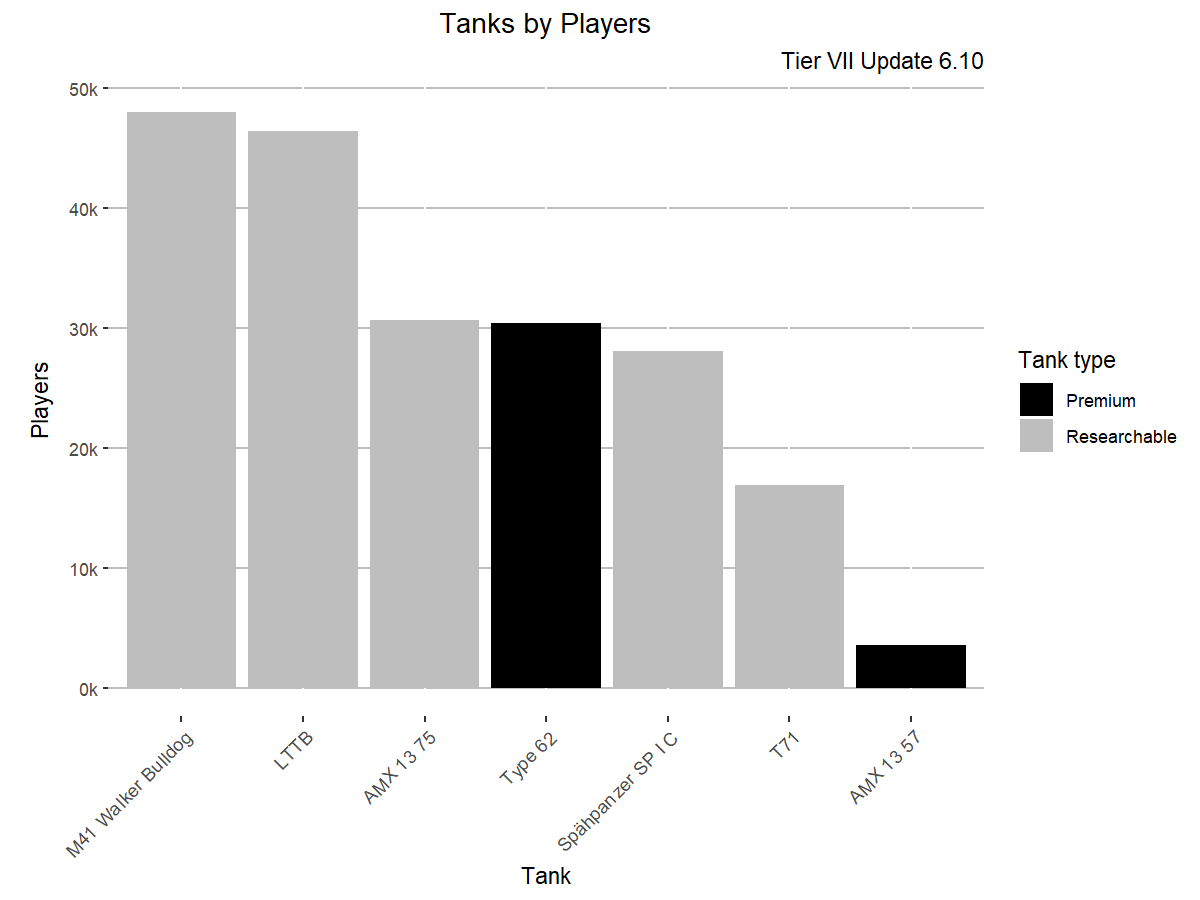 Tanks by Players
Tier VII Update 6.10
50k
40k
30k
20k
10k
0k
Players
M41 Walker Bulldog
LTTB
AMX 13 75
Type 62
Spähpanzer SP I C
T71
AMX 13 57
Tank
Tank type
Premium
Researchable